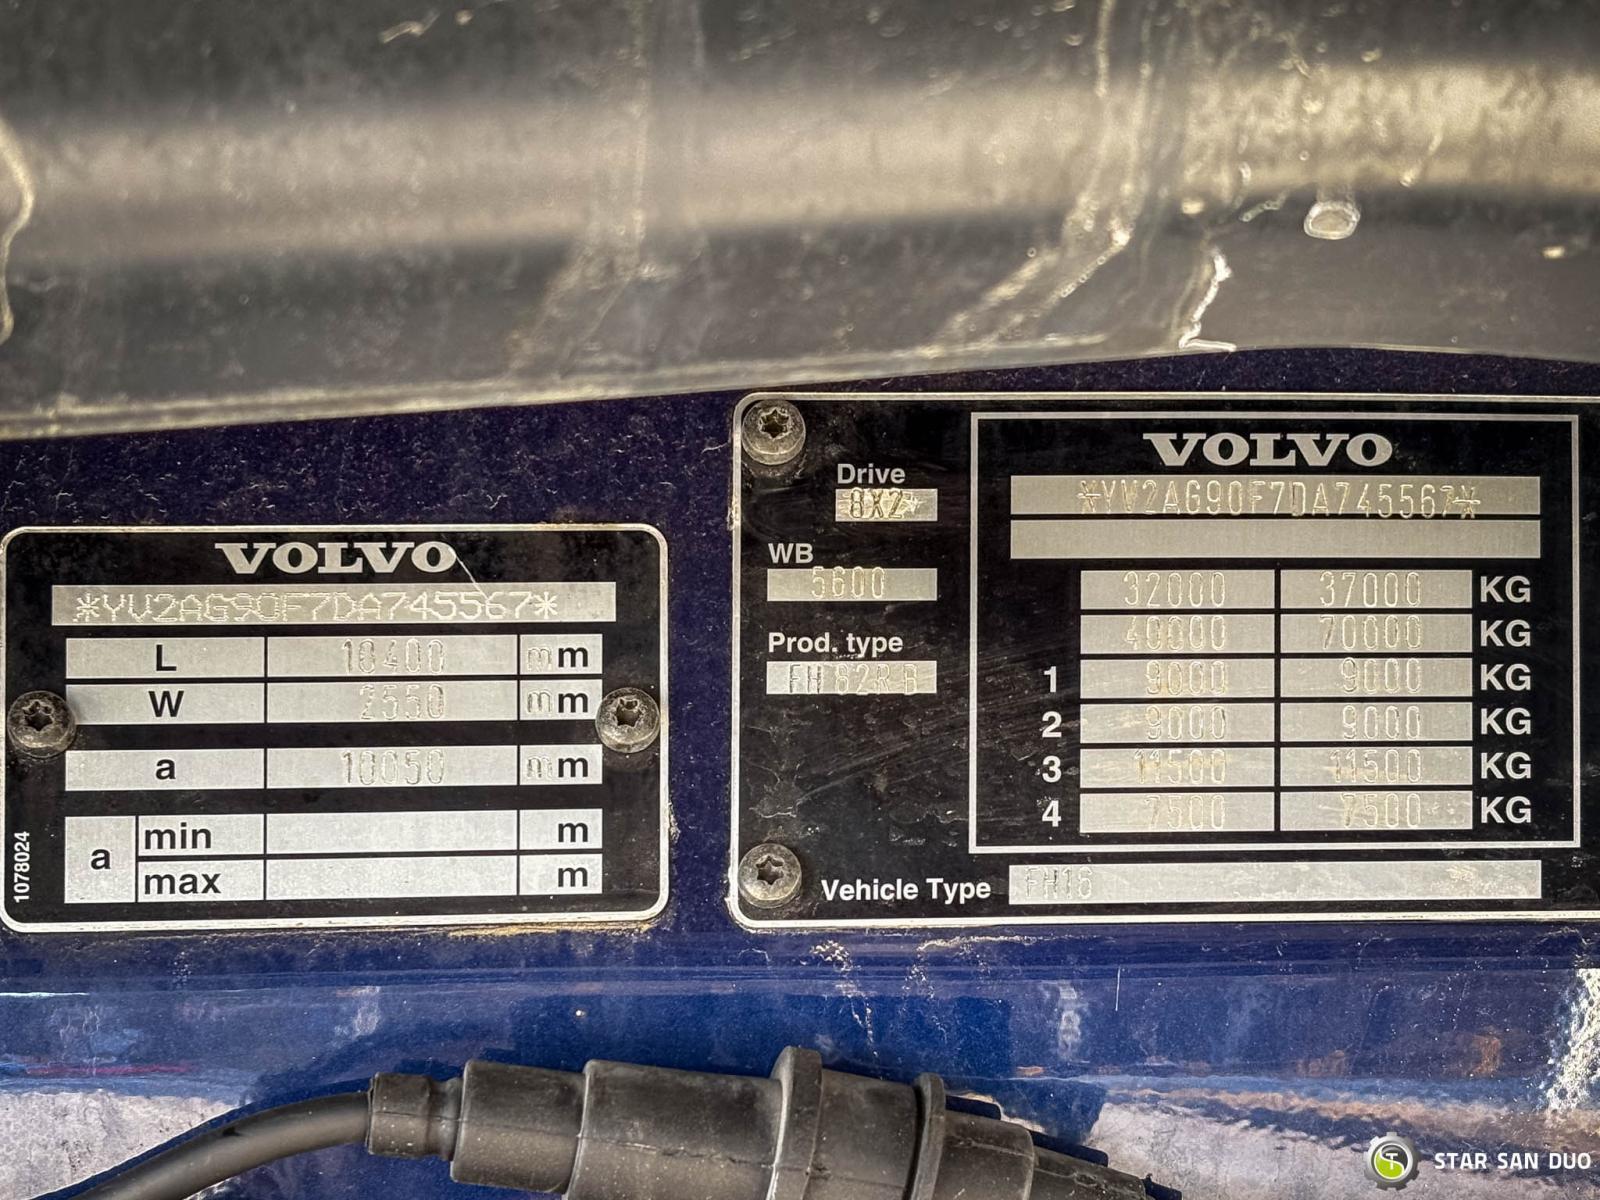 VOLVO
*YV2AG90F7DA745567*
L 10400 mm
W 2550 mm
a 10050 mm
a min m
max m
1078024
Drive
8X2*
WB
5600
Prod. type
FH 82R B
Vehicle Type FH16
VOLVO
*YV2AG90F7DA745567*
32000 37000 KG
40000 70000 KG
1 9000 9000 KG
2 9000 9000 KG
3 11500 11500 KG
4 7500 7500 KG
STAR SAN DUO